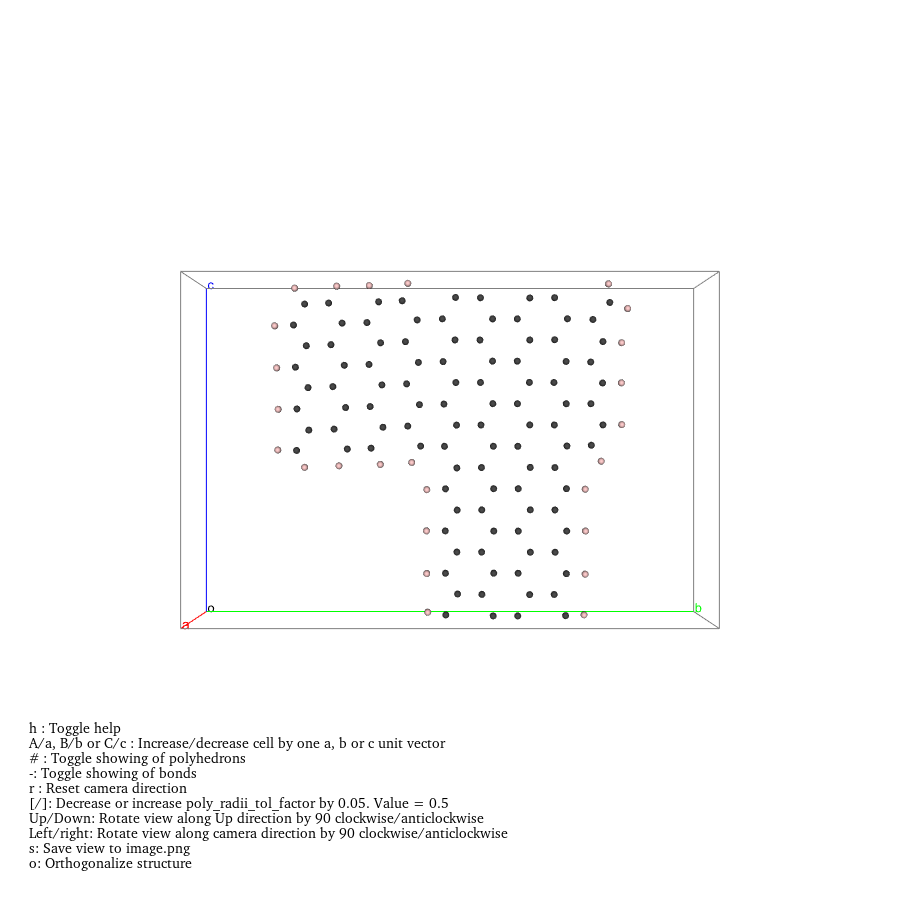 c
o
b
a
h : Toggle help
A/a, B/b or C/c : Increase/decrease cell by one a, b or c unit vector
# : Toggle showing of polyhedrons
-: Toggle showing of bonds
r : Reset camera direction
[/]: Decrease or increase poly_radii_tol_factor by 0.05. Value = 0.5
Up/Down: Rotate view along Up direction by 90 clockwise/anticlockwise
Left/right: Rotate view along camera direction by 90 clockwise/anticlockwise
s: Save view to image.png
o: Orthogonalize structure